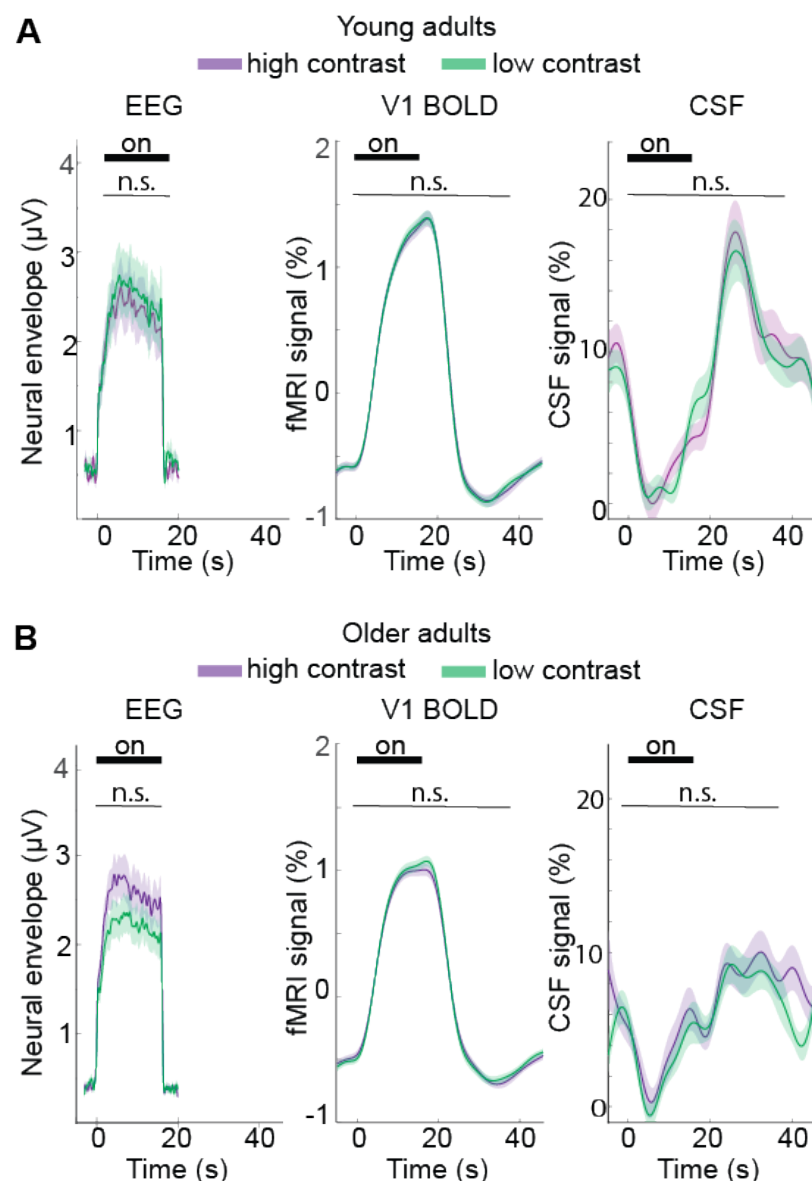 A
Young adults
high contrast
low contrast
EEG
V1 BOLD
CSF
on
n.s.
4
3
2
1
Neural envelope (µV)
0
20
40
Time (s)
on
n.s.
2
1
0
-1
fMRI signal (%)
0
20
40
Time (s)
on
n.s.
20
10
0
CSF signal (%)
0
20
40
Time (s)
B
Older adults
high contrast
low contrast
EEG
V1 BOLD
CSF
on
n.s.
4
3
2
1
Neural envelope (µV)
0
20
40
Time (s)
on
n.s.
2
1
0
-1
fMRI signal (%)
0
20
40
Time (s)
on
n.s.
20
10
0
CSF signal (%)
0
20
40
Time (s)